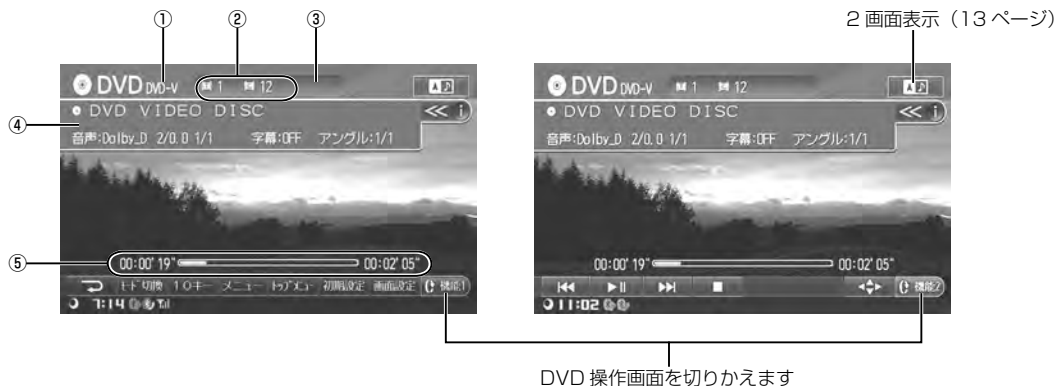 ① ② ③
2 画面表示（13 ページ）
DVD DVD-V 1 12
DVD VIDEO DISC
④
音声:Dolby_D 2/0.0 1/1 字幕:OFF アングル:1/1
⑤
00:00'19" 00:02'05"
ﾓｰﾄﾞ切換 10キー メニュー ﾄｯﾌﾟﾒﾆｭｰ 初期設定 画面設定 機能1
7:14
DVD DVD-V 1 12
DVD VIDEO DISC
音声:Dolby_D 2/0.0 1/1 字幕:OFF アングル:1/1
00:00'19" 00:02'05"
機能2
11:02
DVD 操作画面を切りかえます